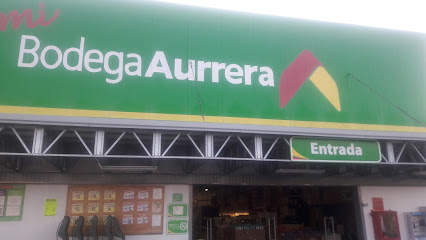 mi
Bodega Aurrera
Entrada